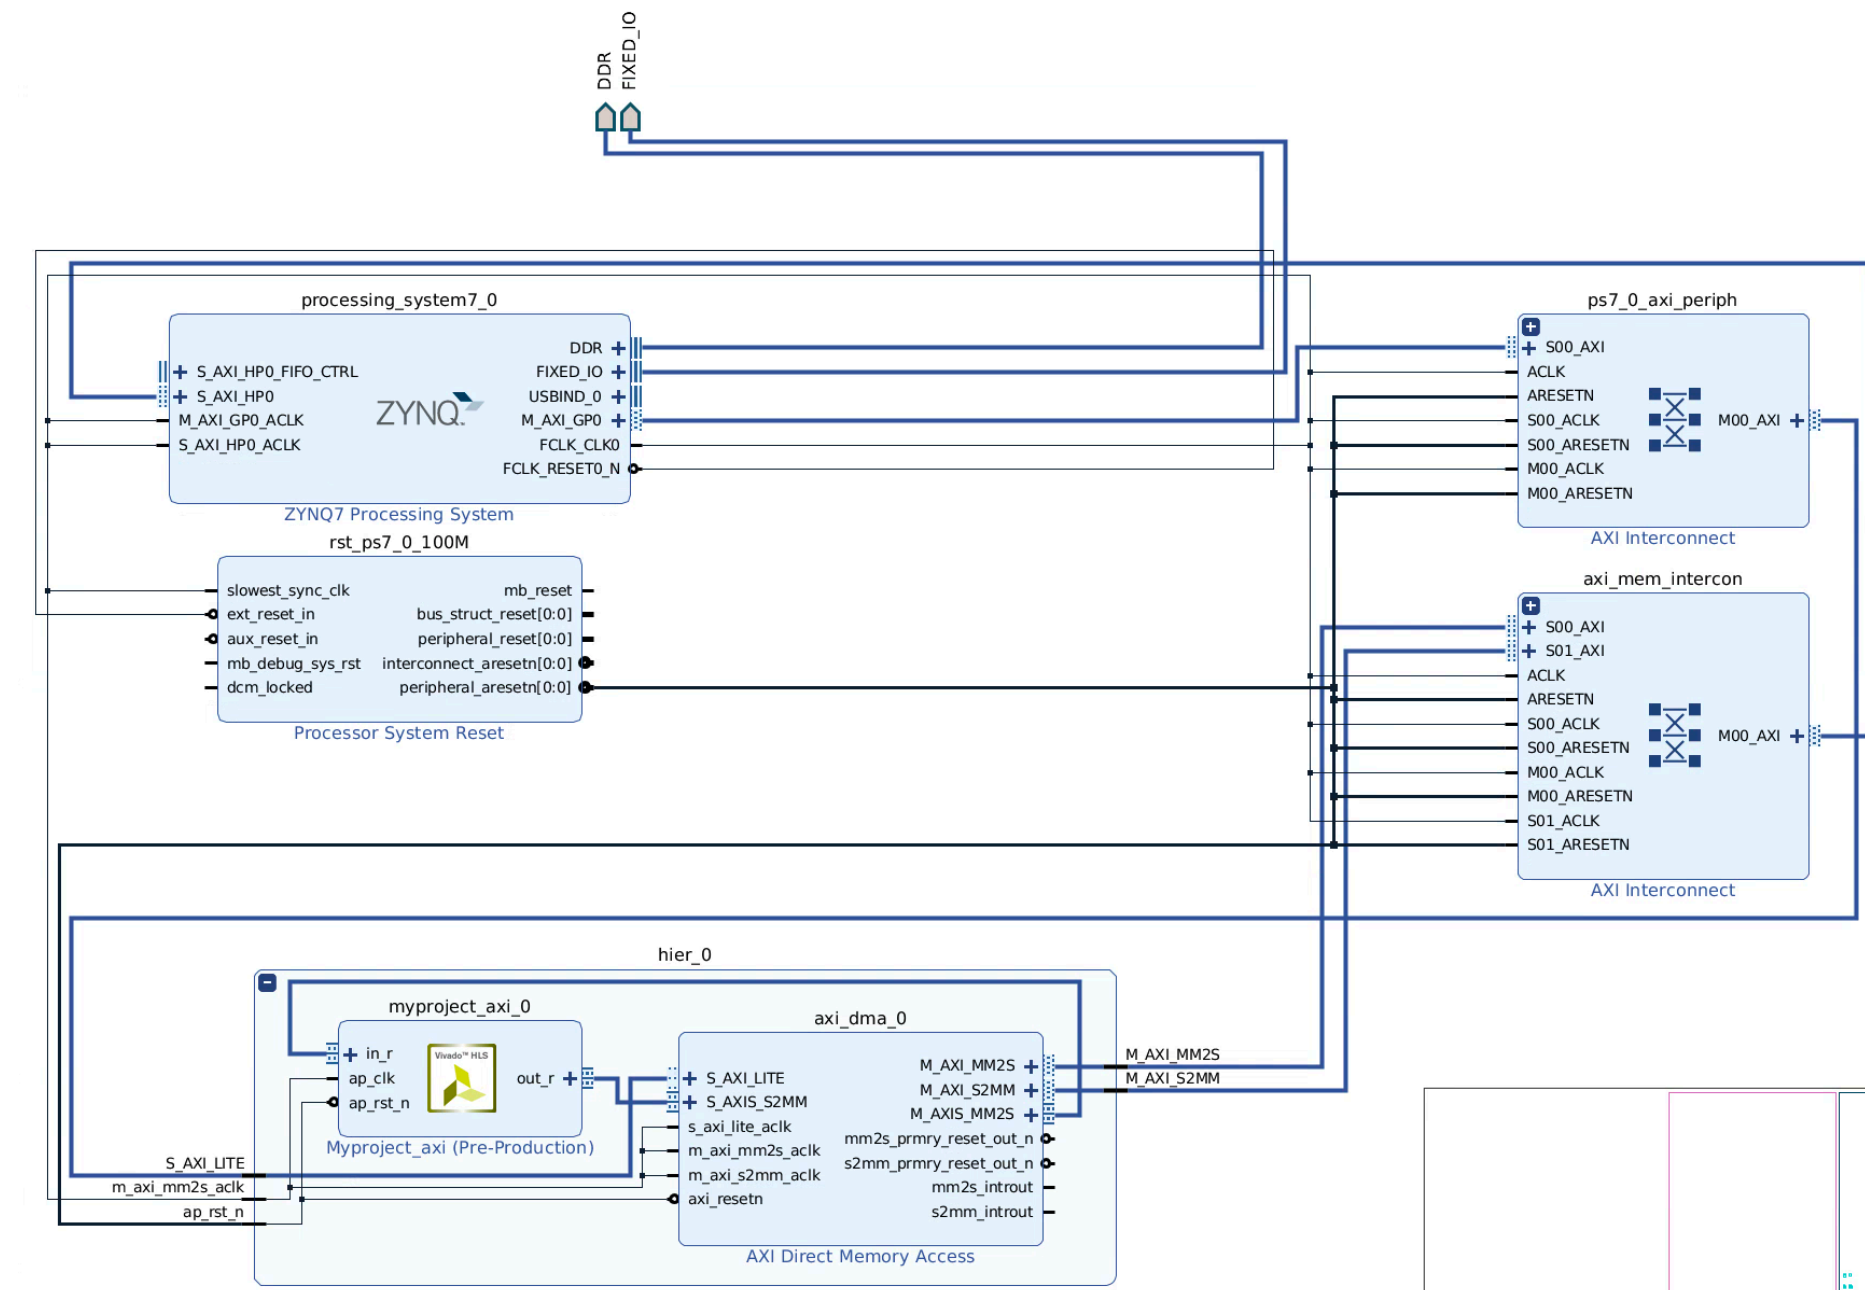 DDR
FIXED_IO
processing_system7_0
S_AXI_HP0_FIFO_CTRL
S_AXI_HP0
M_AXI_GP0_ACLK
S_AXI_HP0_ACLK
ZYNQ
DDR
FIXED_IO
USBIND_0
M_AXI_GP0
FCLK_CLK0
FCLK_RESET0_N
ZYNQ7 Processing System
rst_ps7_0_100M
slowest_sync_clk
ext_reset_in
aux_reset_in
mb_debug_sys_rst
dcm_locked
mb_reset
bus_struct_reset[0:0]
peripheral_reset[0:0]
interconnect_aresetn[0:0]
peripheral_aresetn[0:0]
Processor System Reset
ps7_0_axi_periph
S00_AXI
ACLK
ARESETN
S00_ACLK
S00_ARESETN
M00_ACLK
M00_ARESETN
M00_AXI
AXI Interconnect
axi_mem_intercon
S00_AXI
S01_AXI
ACLK
ARESETN
S00_ACLK
S00_ARESETN
M00_ACLK
M00_ARESETN
S01_ACLK
S01_ARESETN
M00_AXI
AXI Interconnect
hier_0
myproject_axi_0
in_r
ap_clk
ap_rst_n
Vivado™ HLS
out_r
Myproject_axi (Pre-Production)
S_AXI_LITE
m_axi_mm2s_aclk
ap_rst_n
axi_dma_0
S_AXI_LITE
S_AXIS_S2MM
s_axi_lite_aclk
m_axi_mm2s_aclk
m_axi_s2mm_aclk
axi_resetn
M_AXI_MM2S
M_AXI_S2MM
M_AXIS_MM2S
mm2s_prmry_reset_out_n
s2mm_prmry_reset_out_n
mm2s_introut
s2mm_introut
AXI Direct Memory Access
M_AXI_MM2S
M_AXI_S2MM